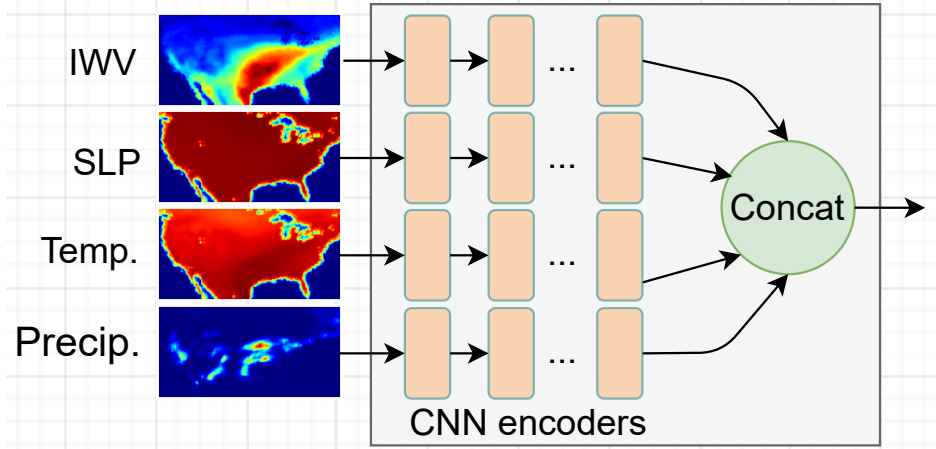 IWV
SLP
Temp.
Precip.
...
...
...
...
Concat
CNN encoders